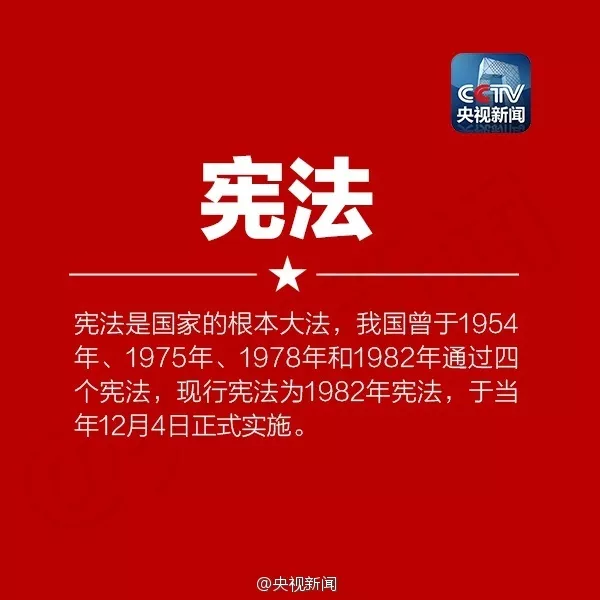 CCTV
央视新闻
宪法
宪法是国家的根本大法，我国曾于1954
年、1975年、1978年和1982年通过四
个宪法，现行宪法为1982年宪法，于当
年12月4日正式实施。
@央视新闻